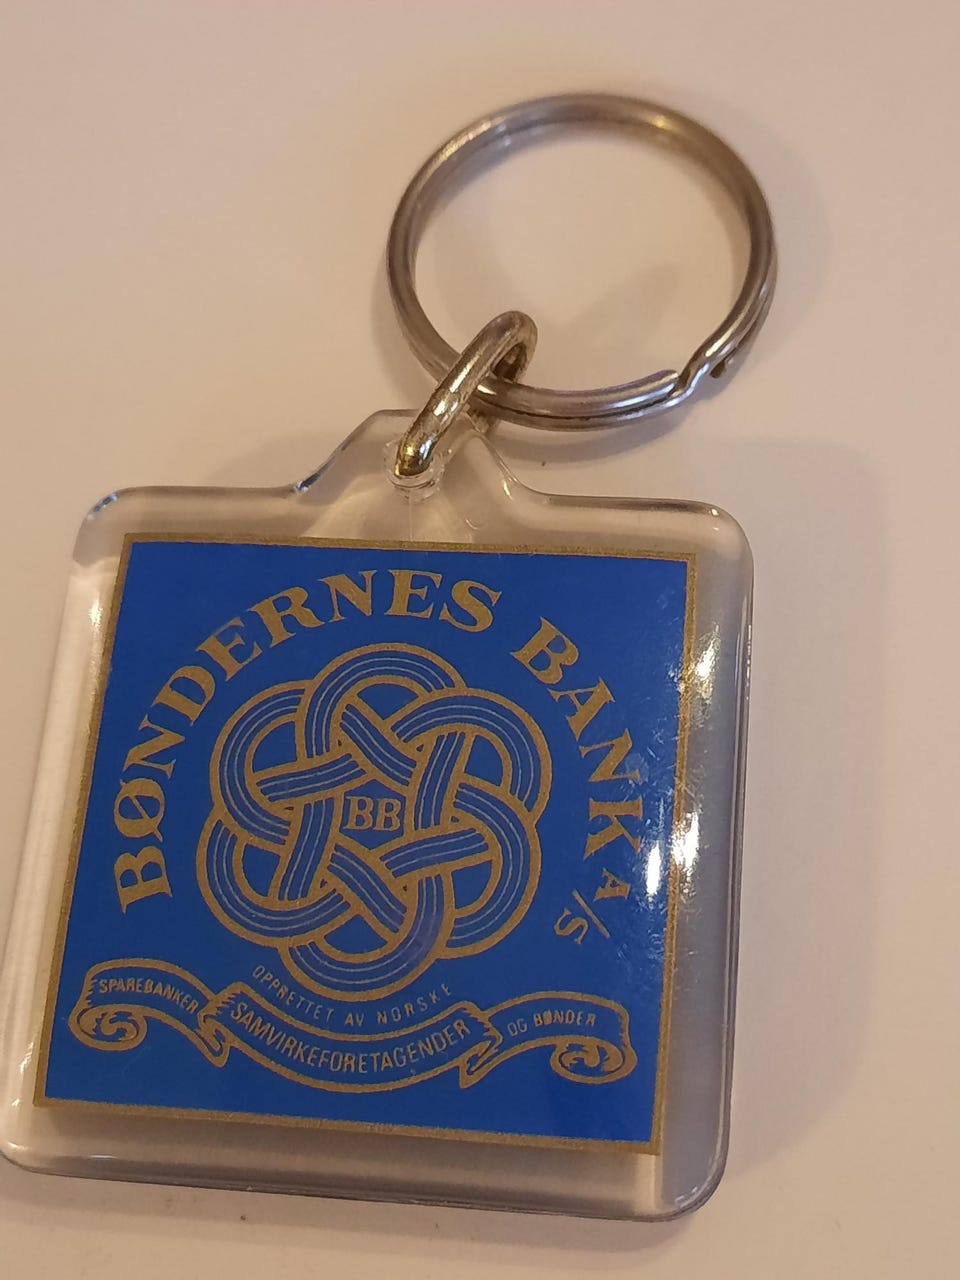 BØNDERNES BANK A/S
BB
OPPRETTET AV NORSKE
SPAREBANKER
SAMVIRKEFORETAGENDER
OG BØNDER